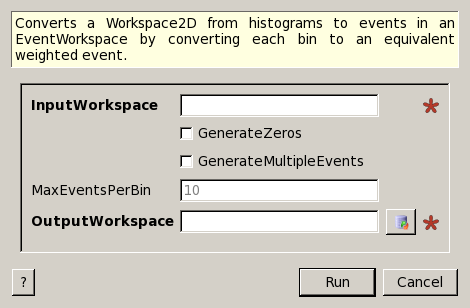 Converts a Workspace2D from histograms to events in an
EventWorkspace by converting each bin to an equivalent
weighted event.
InputWorkspace
GenerateZeros
GenerateMultipleEvents
MaxEventsPerBin 10
OutputWorkspace
? Run Cancel